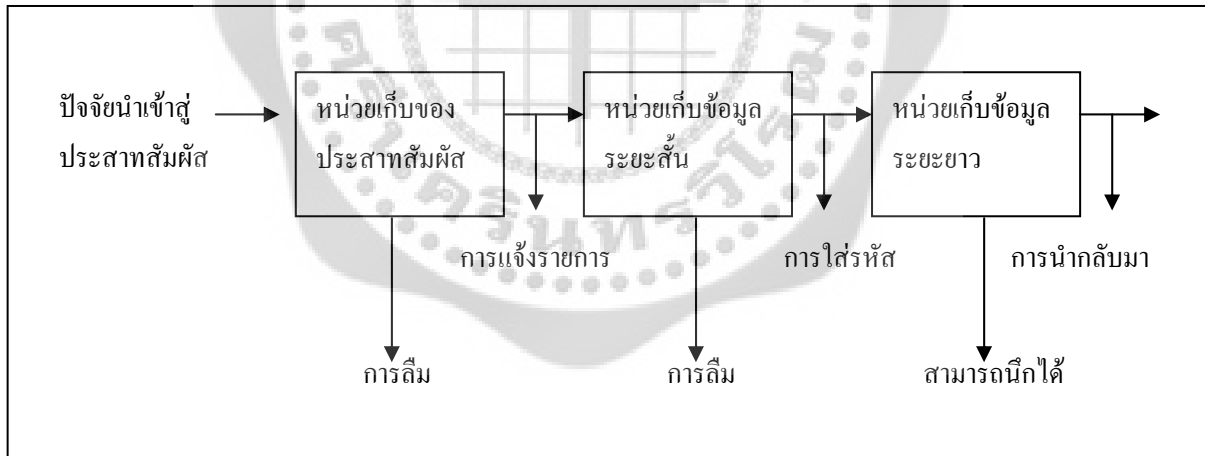 ปัจจัยนำเข้าสู่
ประสาทสัมผัส
หน่วยเก็บของ
ประสาทสัมผัส
หน่วยเก็บข้อมูล
ระยะสั้น
หน่วยเก็บข้อมูล
ระยะยาว
การแจ้งรายการ
การใส่รหัส
การนำกลับมา
การลืม
การลืม
สามารถนึกได้